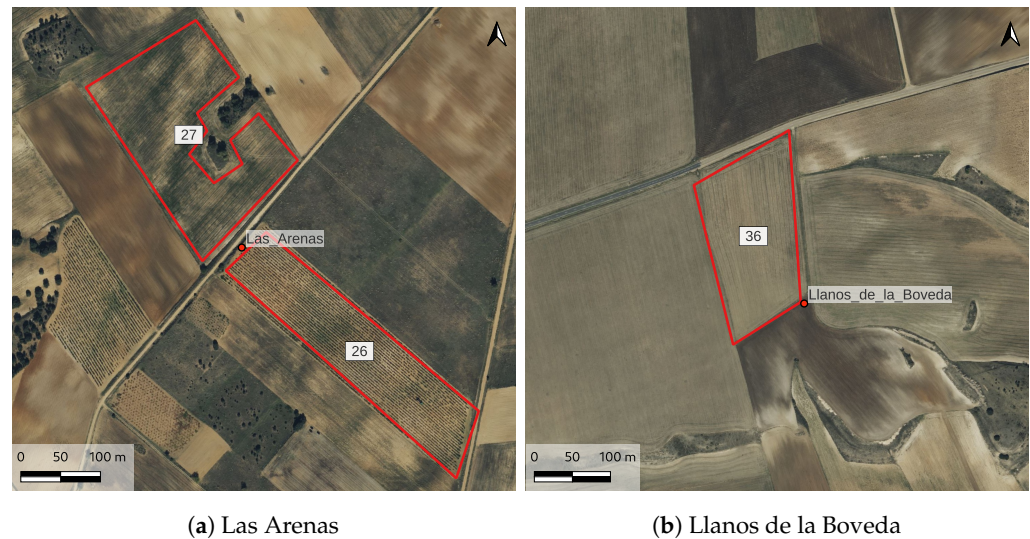 27
Las_Arenas
26
0 50 100 m
36
Llanos_de_la_Boveda
0 50 100 m
(a) Las Arenas
(b) Llanos de la Boveda